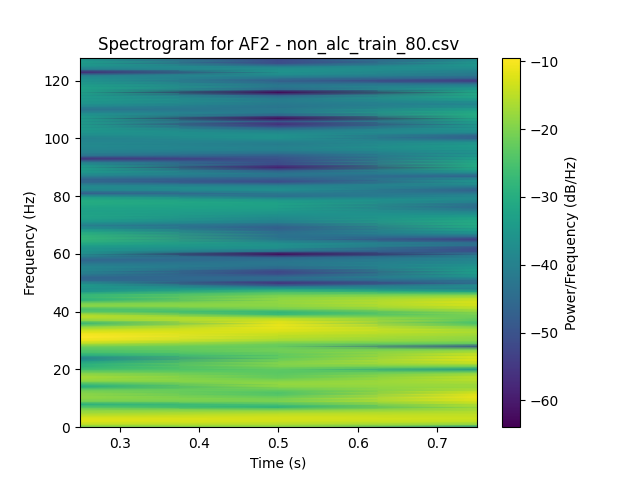 Spectrogram for AF2 - non_alc_train_80.csv
Frequency (Hz)
120
100
80
60
40
20
0
0.3 0.4 0.5 0.6 0.7
Time (s)
−10
−20
−30
−40
−50
−60
Power/Frequency (dB/Hz)